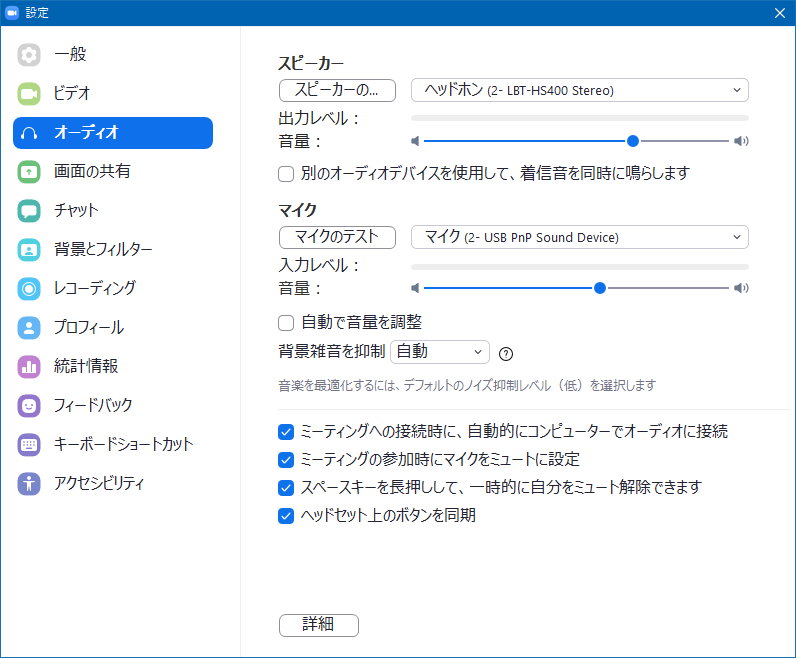 設定
一般
ビデオ
オーディオ
画面の共有
チャット
背景とフィルター
レコーディング
プロフィール
統計情報
フィードバック
キーボードショートカット
アクセシビリティ
スピーカー
スピーカーの...
ヘッドホン (2- LBT-HS400 Stereo)
出力レベル：
音量：
別のオーディオデバイスを使用して、着信音を同時に鳴らします
マイク
マイクのテスト
マイク (2- USB PnP Sound Device)
入力レベル：
音量：
自動で音量を調整
背景雑音を抑制 自動
音楽を最適化するには、デフォルトのノイズ抑制レベル（低）を選択します
ミーティングへの接続時に、自動的にコンピューターでオーディオに接続
ミーティングの参加時にマイクをミュートに設定
スペースキーを長押しして、一時的に自分をミュート解除できます
ヘッドセット上のボタンを同期
詳細